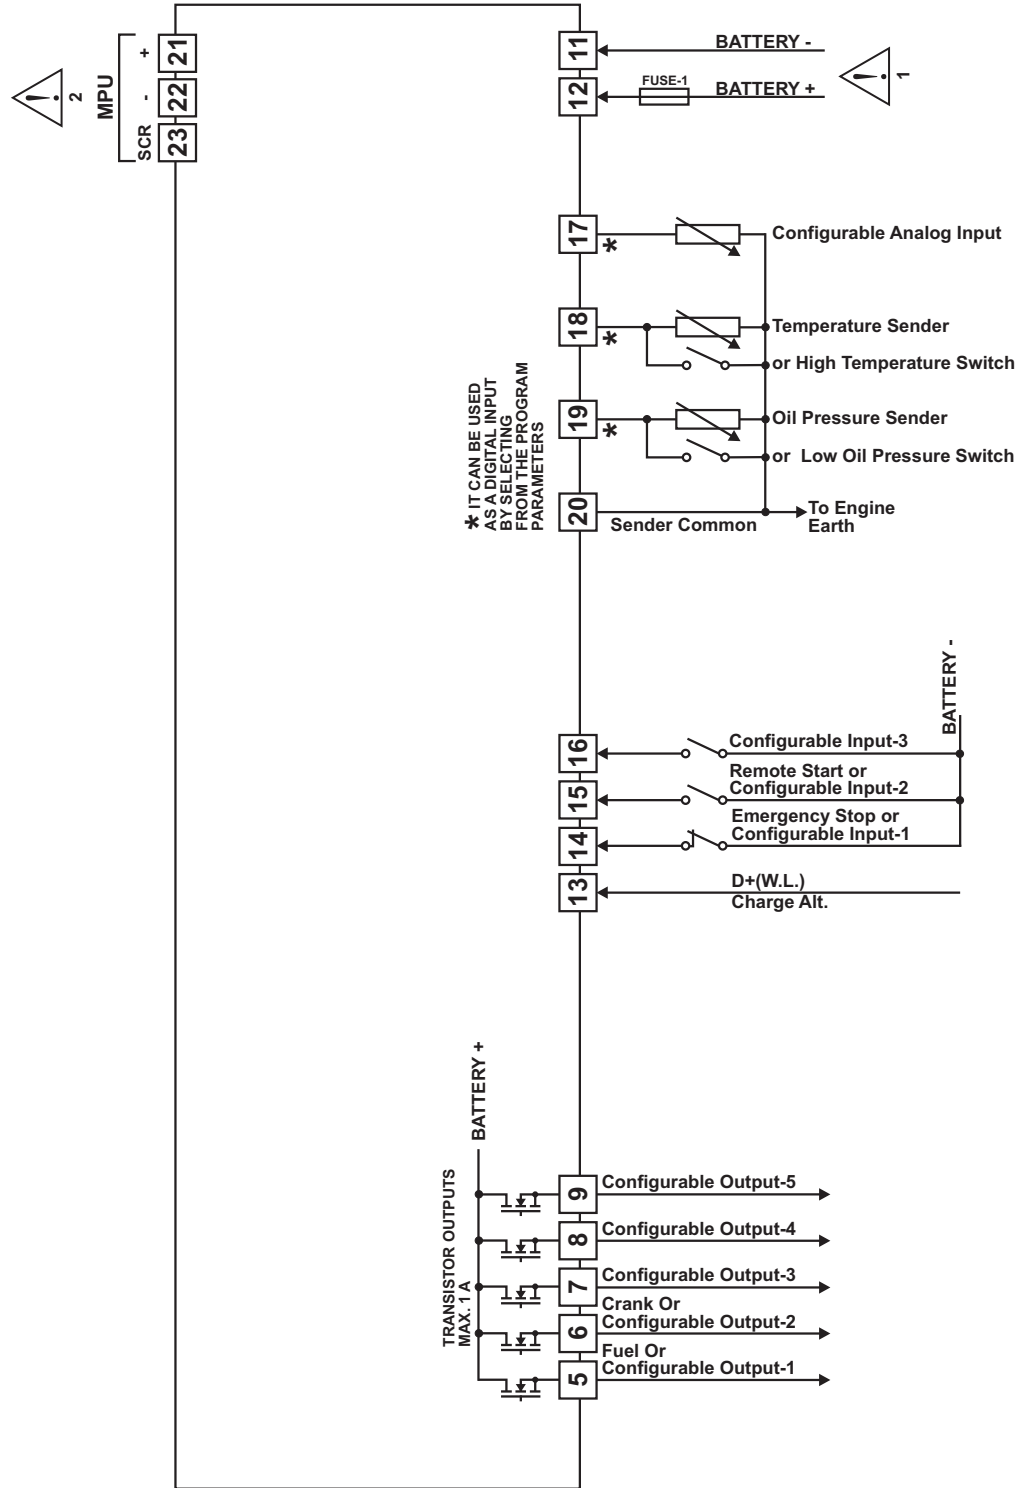 21
+
22
-
MPU
2
23
SCR
11
BATTERY -
12
FUSE-1
BATTERY +
1
17
*
Configurable Analog Input
18
*
Temperature Sender
or High Temperature Switch
19
*
Oil Pressure Sender
or Low Oil Pressure Switch
* IT CAN BE USED
AS A DIGITAL INPUT
BY SELECTING
FROM THE PROGRAM
PARAMETERS
20
Sender Common
To Engine
Earth
BATTERY -
16
Configurable Input-3
15
Remote Start or
Configurable Input-2
14
Emergency Stop or
Configurable Input-1
13
D+(W.L.)
Charge Alt.
BATTERY +
TRANSISTOR OUTPUTS
MAX. 1 A
9
Configurable Output-5
8
Configurable Output-4
7
Configurable Output-3
6
Crank Or
Configurable Output-2
5
Fuel Or
Configurable Output-1